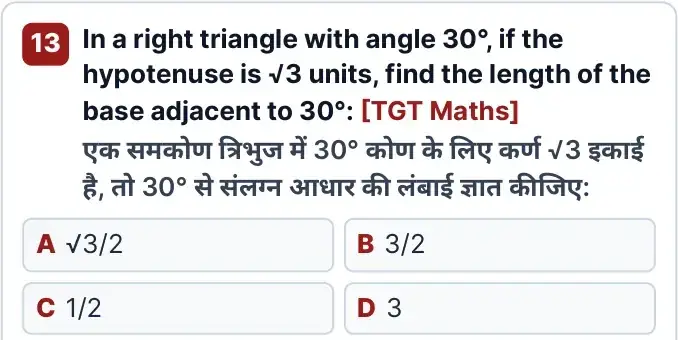 13 In a right triangle with angle 30°, if the
hypotenuse is √3 units, find the length of the
base adjacent to 30°: [TGT Maths]
एक समकोण त्रिभुज में 30° कोण के लिए कर्ण √3 इकाई
है, तो 30° से संलग्न आधार की लंबाई ज्ञात कीजिए:
A √3/2
B 3/2
C 1/2
D 3